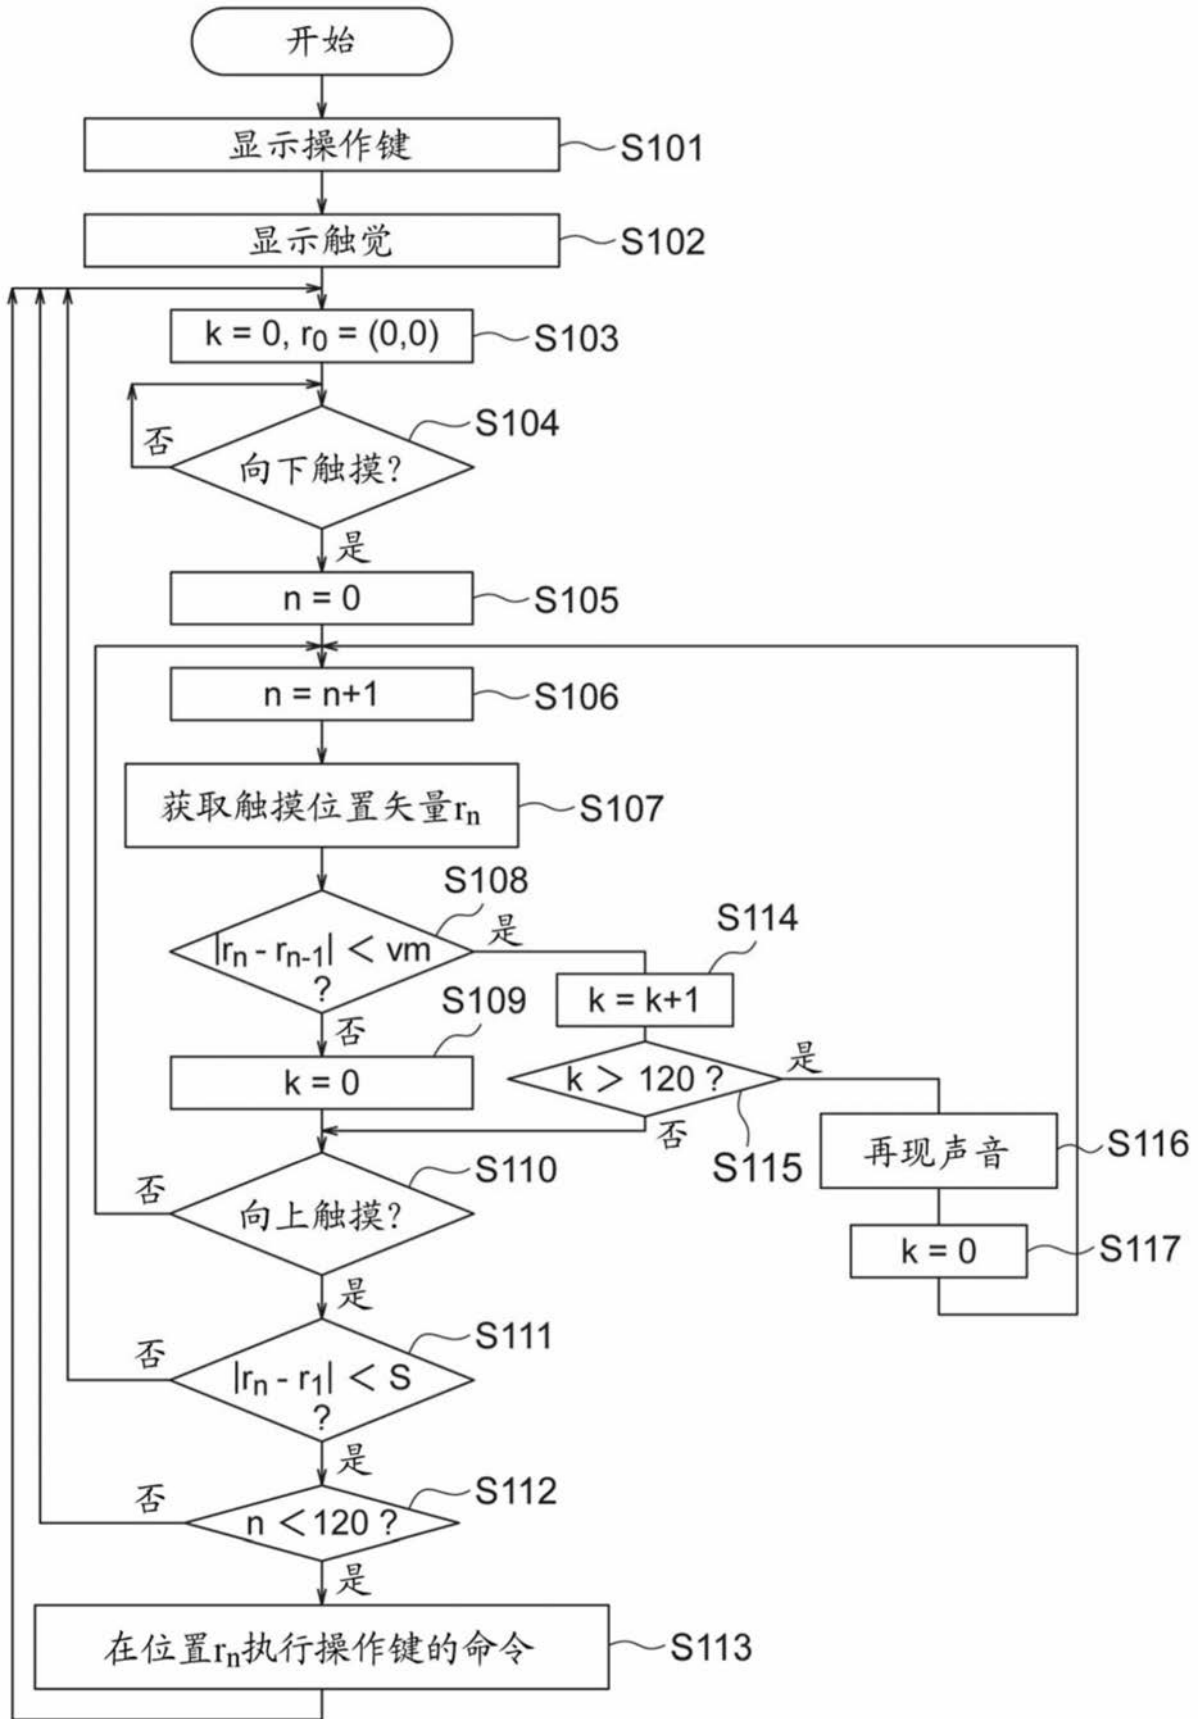 开始
显示操作键
S101
显示触觉
S102
k = 0, r0 = (0,0)
S103
S104
否
向下触摸?
是
n = 0
S105
n = n+1
S106
获取触摸位置矢量rn
S107
S108
|rn - rn-1| < vm
?
是
S114
k = k+1
否
S109
k = 0
k > 120 ?
是
否
S115
再现声音
S116
k = 0
S117
S110
否
向上触摸?
是
S111
否
|rn - r1| < S
?
是
S112
否
n < 120 ?
是
在位置rn执行操作键的命令
S113